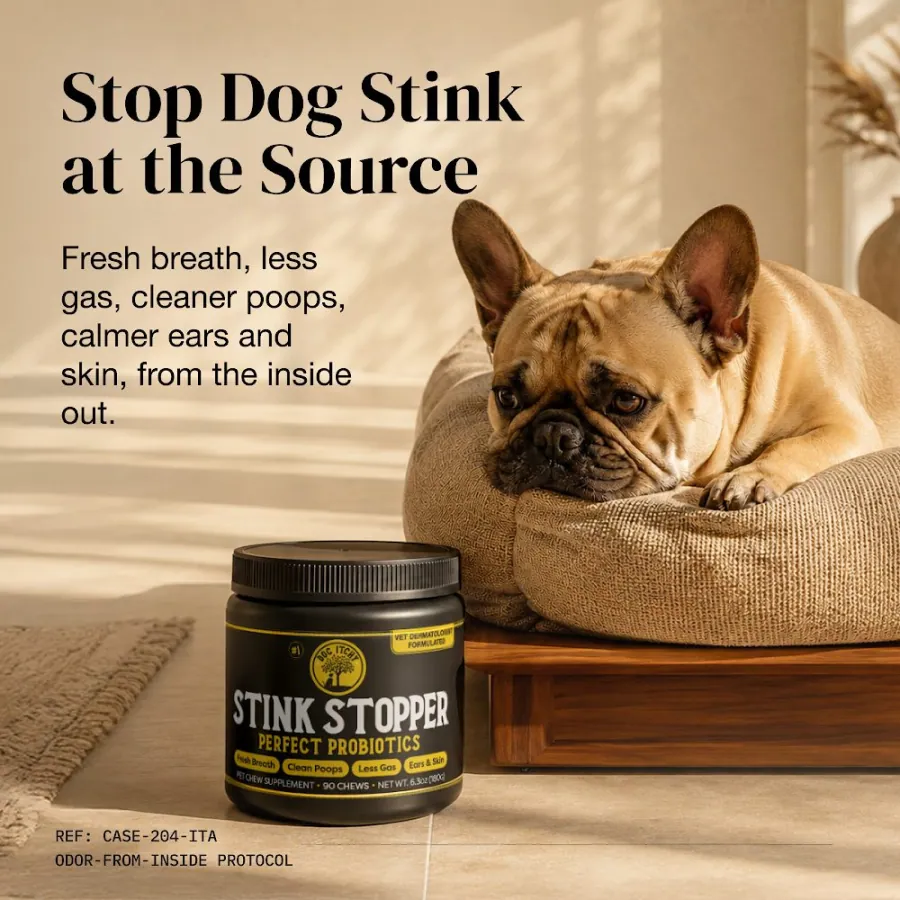 Stop Dog Stink
at the Source
Fresh breath, less
gas, cleaner poops,
calmer ears and
skin, from the inside
out.
VET DERMATOLOGIST
FORMULATED
#1
DOC ITCHY
STINK STOPPER
PERFECT PROBIOTICS
Fresh Breath Clean Poops Less Gas Ears & Skin
PET CHEW SUPPLEMENT • 90 CHEWS • NET WT. 6.3oz (180g)
REF: CASE-204-ITA
ODOR-FROM-INSIDE PROTOCOL